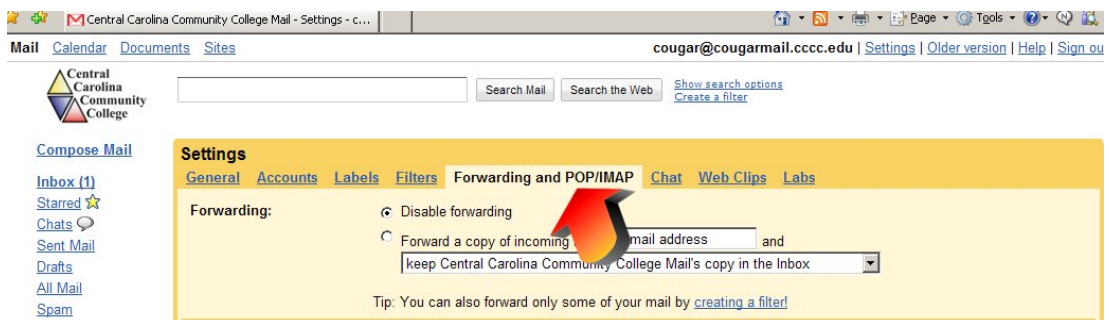 Central Carolina Community College Mail - Settings - c...
Page Tools
Mail Calendar Documents Sites
cougar@cougarmail.cccc.edu | Settings | Older version | Help | Sign ou
Central
Carolina
Community
College
Search Mail Search the Web
Show search options
Create a filter
Compose Mail
Settings
General Accounts Labels Filters Forwarding and POP/IMAP Chat Web Clips Labs
Inbox (1)
Starred
Chats
Sent Mail
Drafts
All Mail
Spam
Forwarding:
Disable forwarding
Forward a copy of incoming mail address and
keep Central Carolina Community College Mail's copy in the Inbox
Tip: You can also forward only some of your mail by creating a filter!